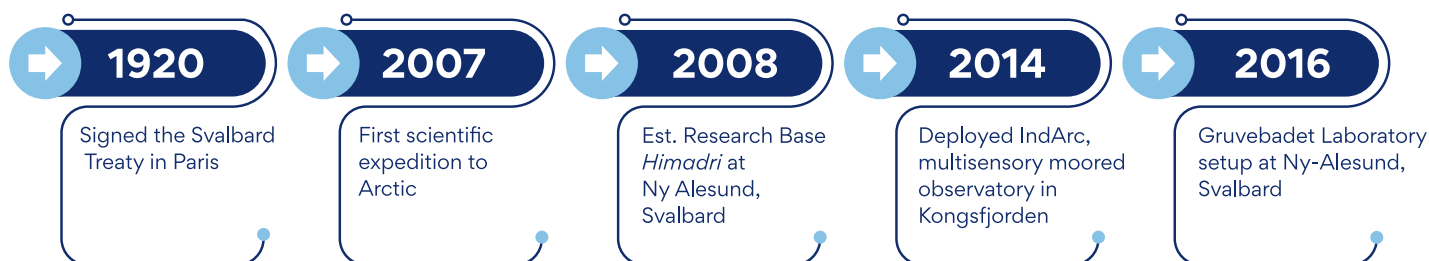 1920
Signed the Svalbard
Treaty in Paris
2007
First scientific
expedition to
Arctic
2008
Est. Research Base
Himadri at
Ny Alesund,
Svalbard
2014
Deployed IndArc,
multisensory moored
observatory in
Kongsfjorden
2016
Gruvebadet Laboratory
setup at Ny-Alesund,
Svalbard